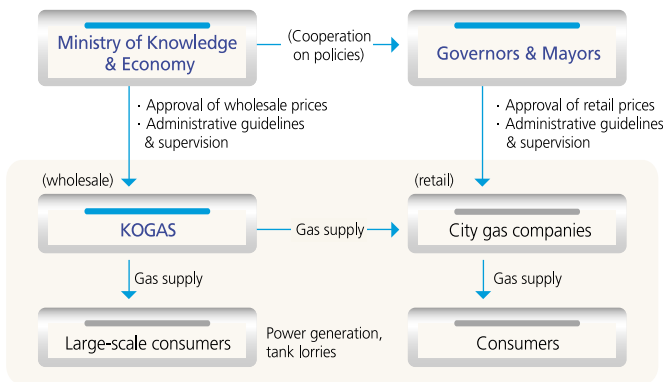 Ministry of Knowledge
& Economy
(Cooperation
on policies)
Governors & Mayors
· Approval of wholesale prices
· Administrative guidelines
& supervision
· Approval of retail prices
· Administrative guidelines
& supervision
(wholesale)
(retail)
KOGAS
Gas supply
City gas companies
Gas supply
Gas supply
Large-scale consumers
Power generation,
tank lorries
Consumers